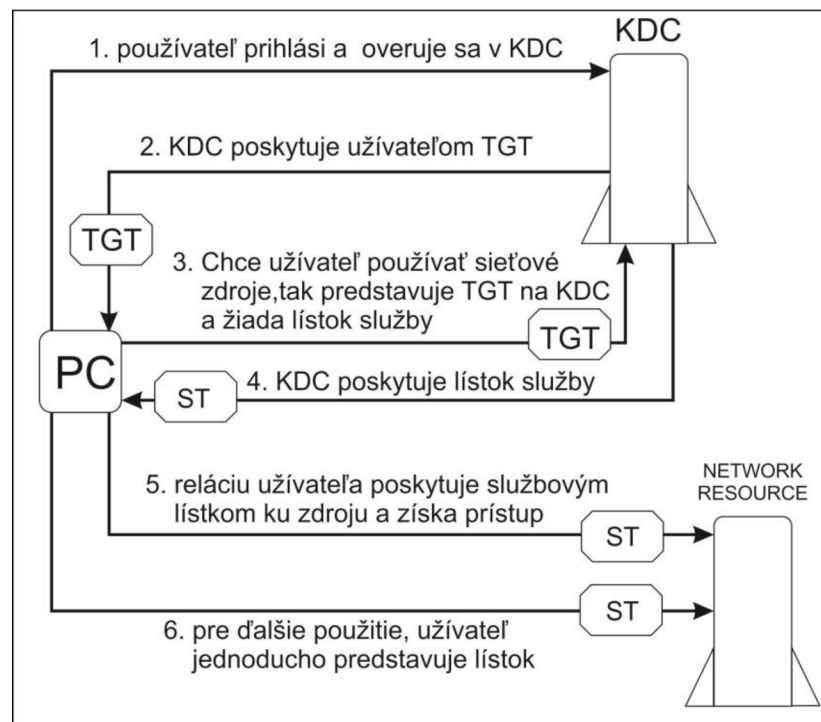 KDC
1. používateľ prihlási a overuje sa v KDC
2. KDC poskytuje užívateľom TGT
TGT
3. Chce užívateľ používať sieťové
zdroje,tak predstavuje TGT na KDC
a žiada lístok služby
TGT
PC
4. KDC poskytuje lístok služby
ST
5. reláciu užívateľa poskytuje službovým
lístkom ku zdroju a získa prístup
NETWORK
RESOURCE
ST
ST
6. pre ďalšie použitie, užívateľ
jednoducho predstavuje lístok